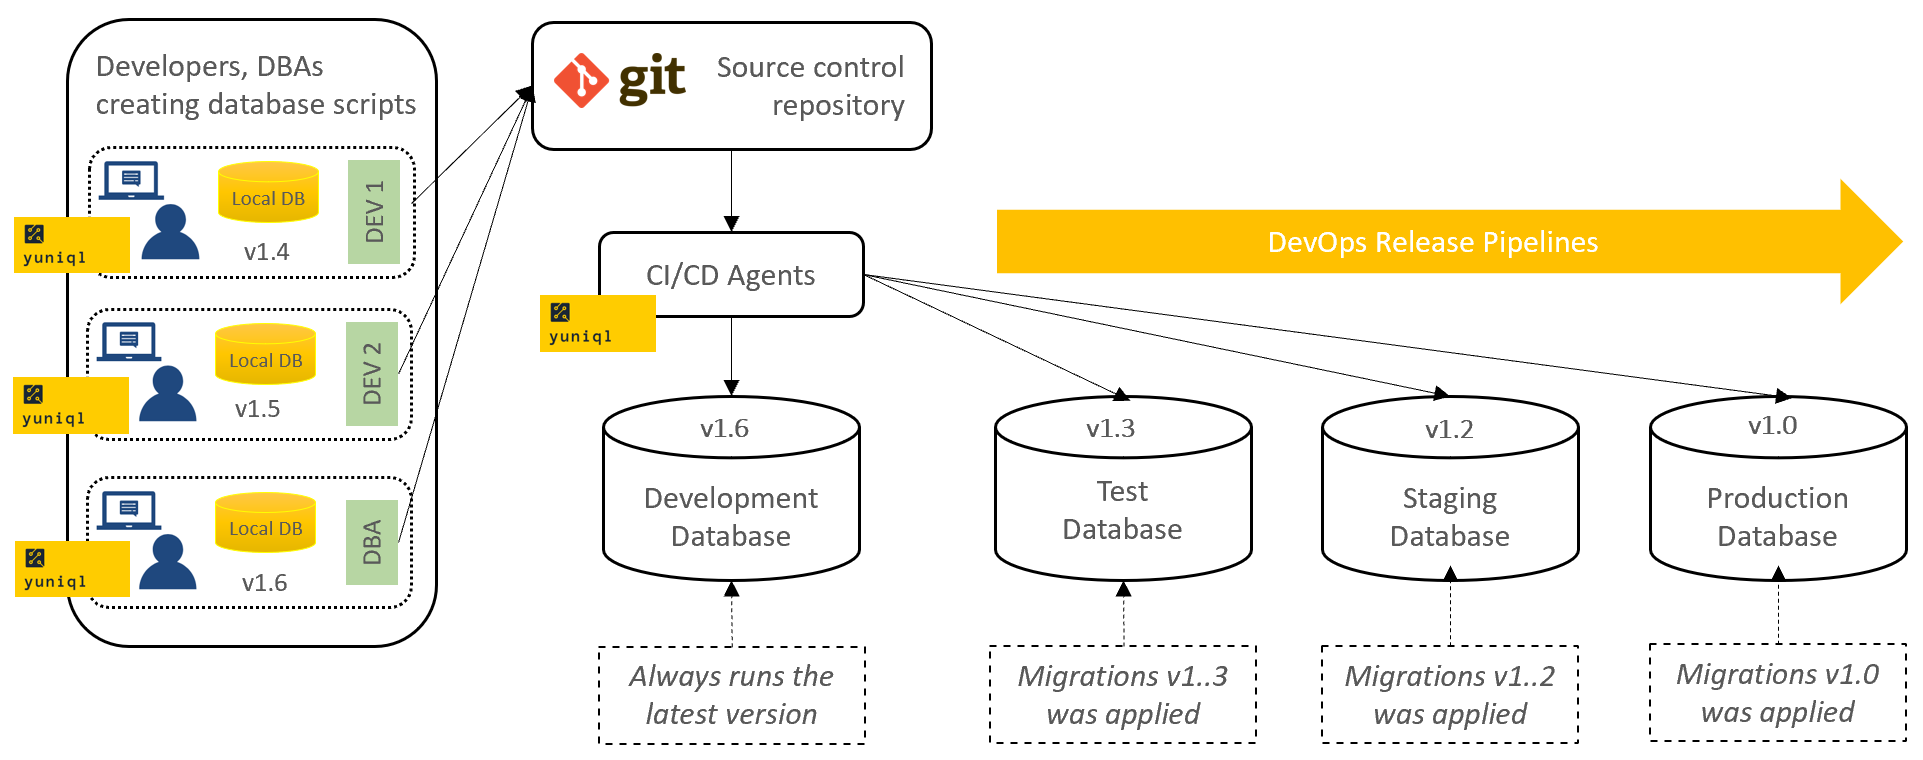 Developers, DBAs
creating database scripts
Local DB
v1.4
DEV 1
yuniql
Local DB
v1.5
DEV 2
yuniql
Local DB
v1.6
DBA
yuniql
git
Source control
repository
CI/CD Agents
yuniql
DevOps Release Pipelines
v1.6
Development
Database
v1.3
Test
Database
v1.2
Staging
Database
v1.0
Production
Database
Always runs the
latest version
Migrations v1..3
was applied
Migrations v1..2
was applied
Migrations v1.0
was applied